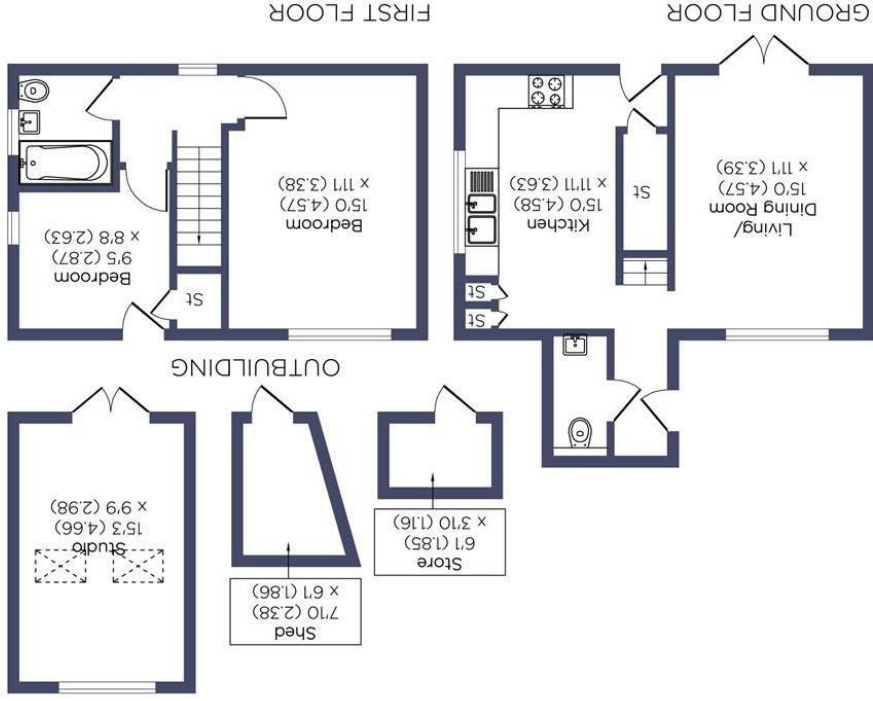 Shed
7'10 (2.38)
x 6'1 (1.86)
Store
6'1 (1.85)
x 3'10 (1.16)
Studio
15'3 (4.66)
x 9'9 (2.98)
OUTBUILDING
St
St
Living/
Dining Room
15'0 (4.57)
x 11'1 (3.39)
St
Kitchen
15'0 (4.58)
x 11'11 (3.63)
GROUND FLOOR
St
Bedroom
15'0 (4.57)
x 11'1 (3.38)
Bedroom
9'5 (2.87)
x 8'8 (2.63)
FIRST FLOOR